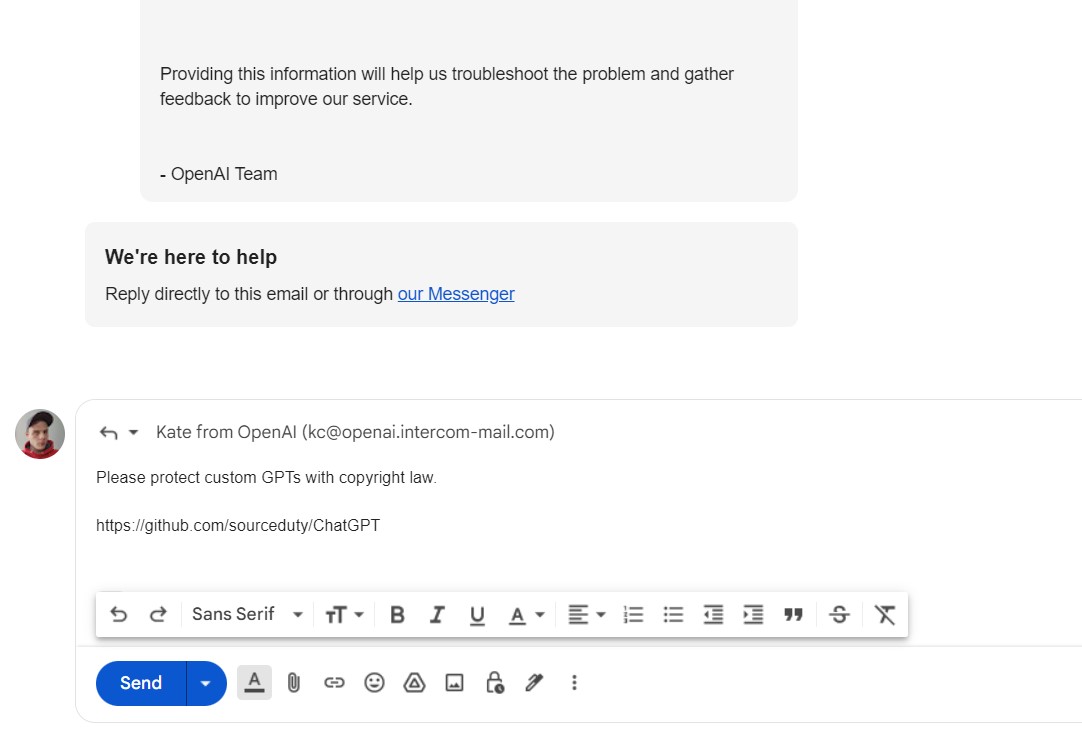 Providing this information will help us troubleshoot the problem and gather
feedback to improve our service.
- OpenAI Team
We're here to help
Reply directly to this email or through our Messenger
Kate from OpenAI (kc@openai.intercom-mail.com)
Please protect custom GPTs with copyright law.
https://github.com/sourceduty/ChatGPT
Sans Serif
Send